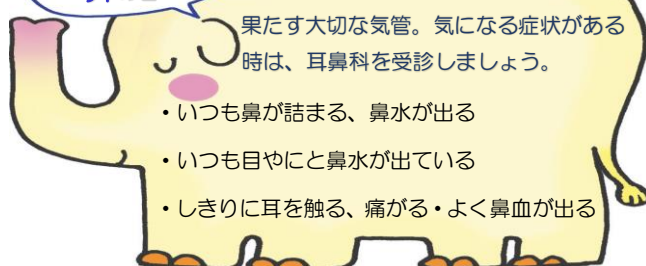 果たす大切な気管。気になる症状がある
時は、耳鼻科を受診しましょう。
・いつも鼻が詰まる、鼻水が出る
・いつも目やにと鼻水が出ている
・しきりに耳を触る、痛がる・よく鼻血が出る